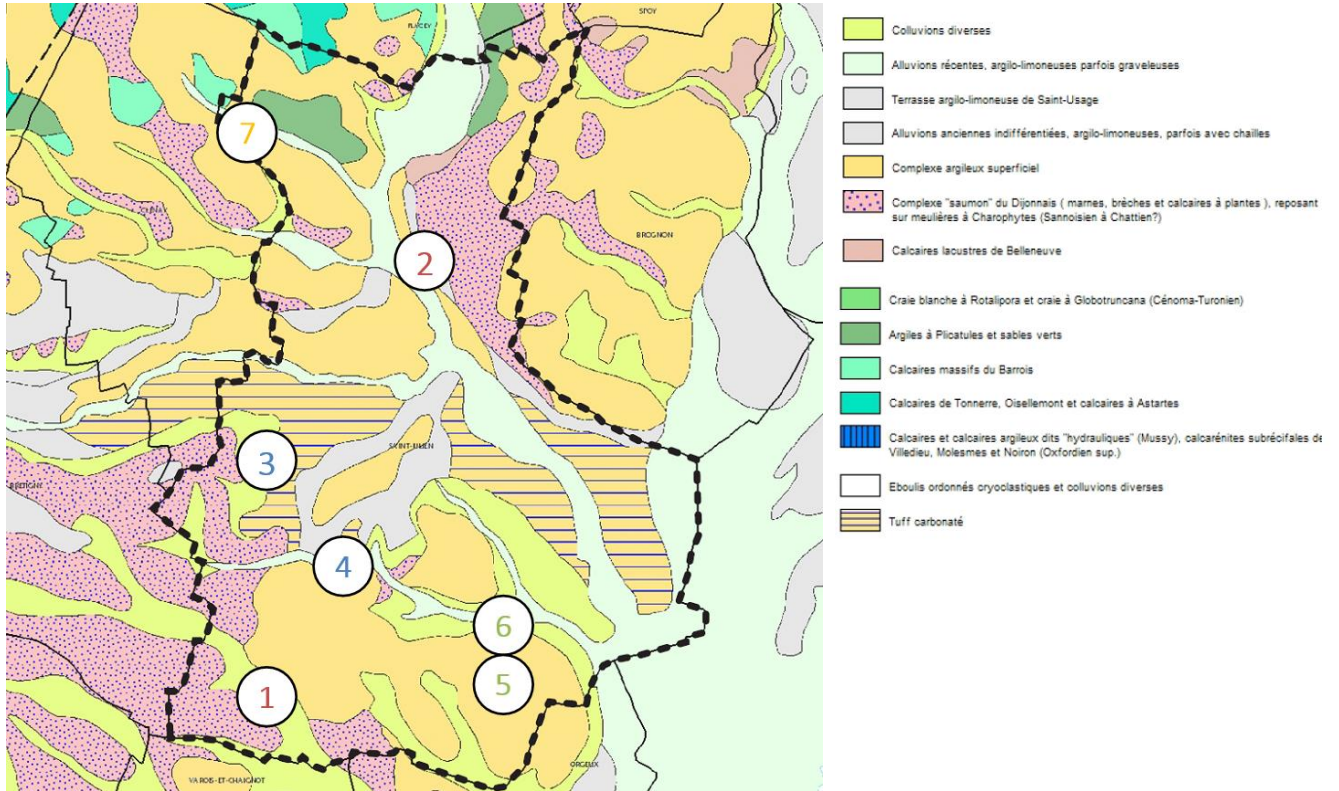 SPOY
FLACEY
7
CLENAY
2
BROGNON
SAINT-JULIEN
3
BRETIGNY
4
6
5
1
ORGEUX
VAROIS-ET-CHAIGNOT
Colluvions diverses
Alluvions récentes, argilo-limoneuses parfois graveleuses
Terrasse argilo-limoneuse de Saint-Usage
Alluvions anciennes indifférentiées, argilo-limoneuses, parfois avec chailles
Complexe argileux superficiel
Complexe "saumon" du Dijonnais ( marnes, brèches et calcaires à plantes ), reposant
sur meulières à Charophytes (Sannoisien à Chattien?)
Calcaires lacustres de Belleneuve
Craie blanche à Rotalipora et craie à Globotruncana (Cénoma-Turonien)
Argiles à Plicatules et sables verts
Calcaires massifs du Barrois
Calcaires de Tonnerre, Oisellemont et calcaires à Astartes
Calcaires et calcaires argileux dits "hydrauliques" (Mussy), calcarénites subrécifales de
Villedieu, Molesmes et Noiron (Oxfordien sup.)
Eboulis ordonnés cryoclastiques et colluvions diverses
Tuff carbonaté